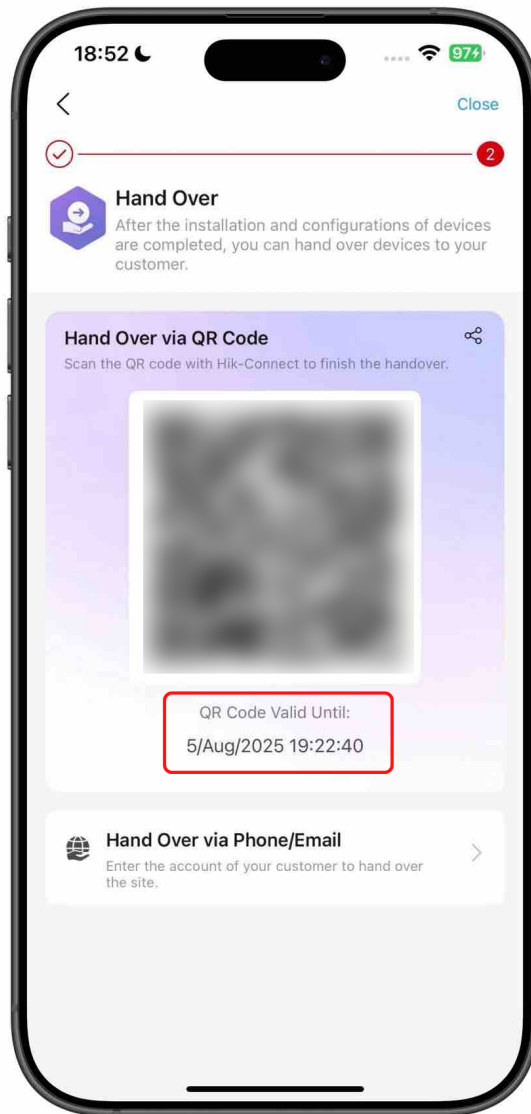 18:52
97
Close
2
Hand Over
After the installation and configurations of devices
are completed, you can hand over devices to your
customer.
Hand Over via QR Code
Scan the QR code with Hik-Connect to finish the handover.
QR Code Valid Until:
5/Aug/2025 19:22:40
Hand Over via Phone/Email
Enter the account of your customer to hand over
the site.